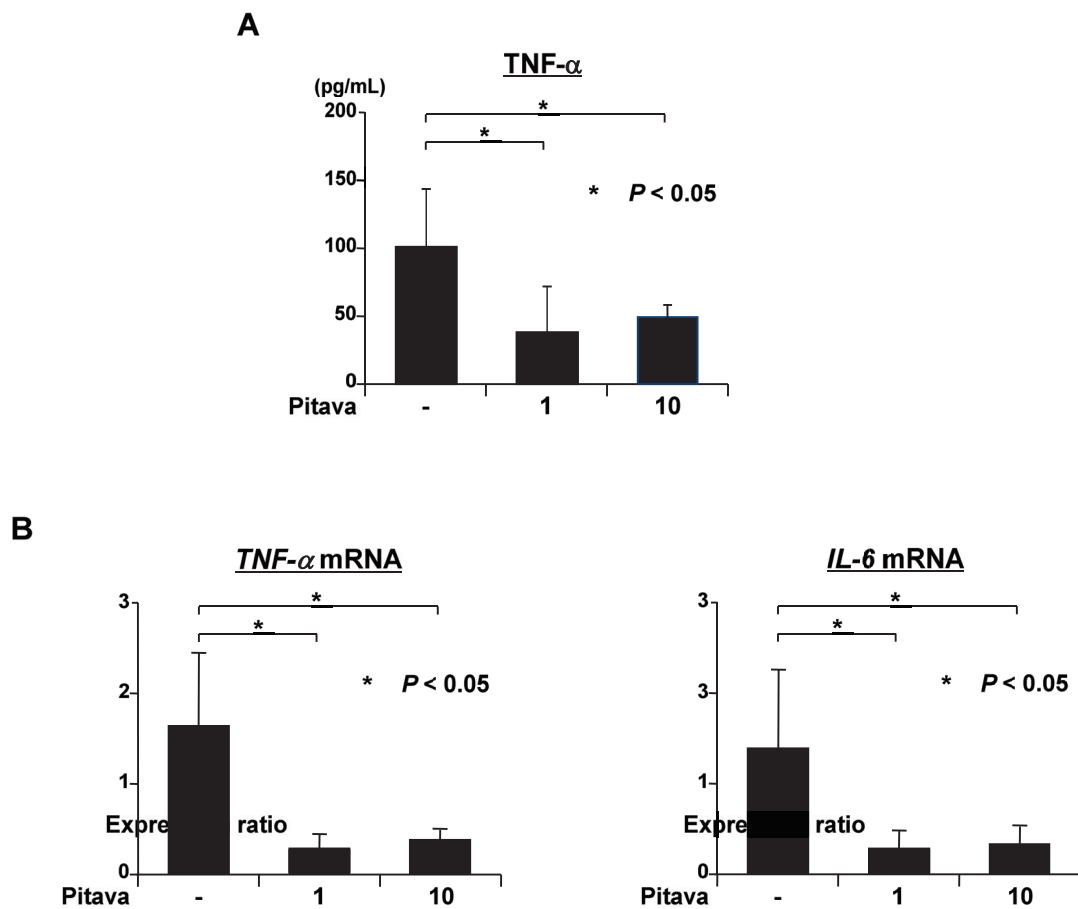 A
TNF-α
(pg/mL)
200
*
*
150
* P < 0.05
100
50
0
Pitava - 1 10
B
TNF-α mRNA
3
*
*
* P < 0.05
2
1
Expre ratio
0
Pitava - 1 10
IL-6 mRNA
3
*
*
* P < 0.05
3
1
Expre ratio
0
Pitava - 1 10